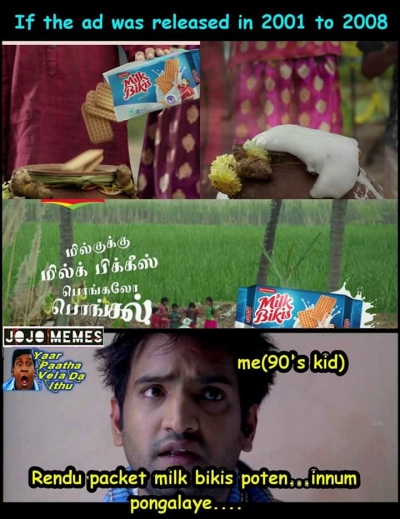 If the ad was released in 2001 to 2008
Milk
Bikis
மில்குக்கு
மில்க் பிக்கீஸ்
பொங்கலோ
பொங்கல்
Milk
Bikis
JOJO MEMES
Yaar
Paatha
Vela Da
Ithu
me(90's kid)
Rendu packet milk bikis poten...innum
pongalaye....